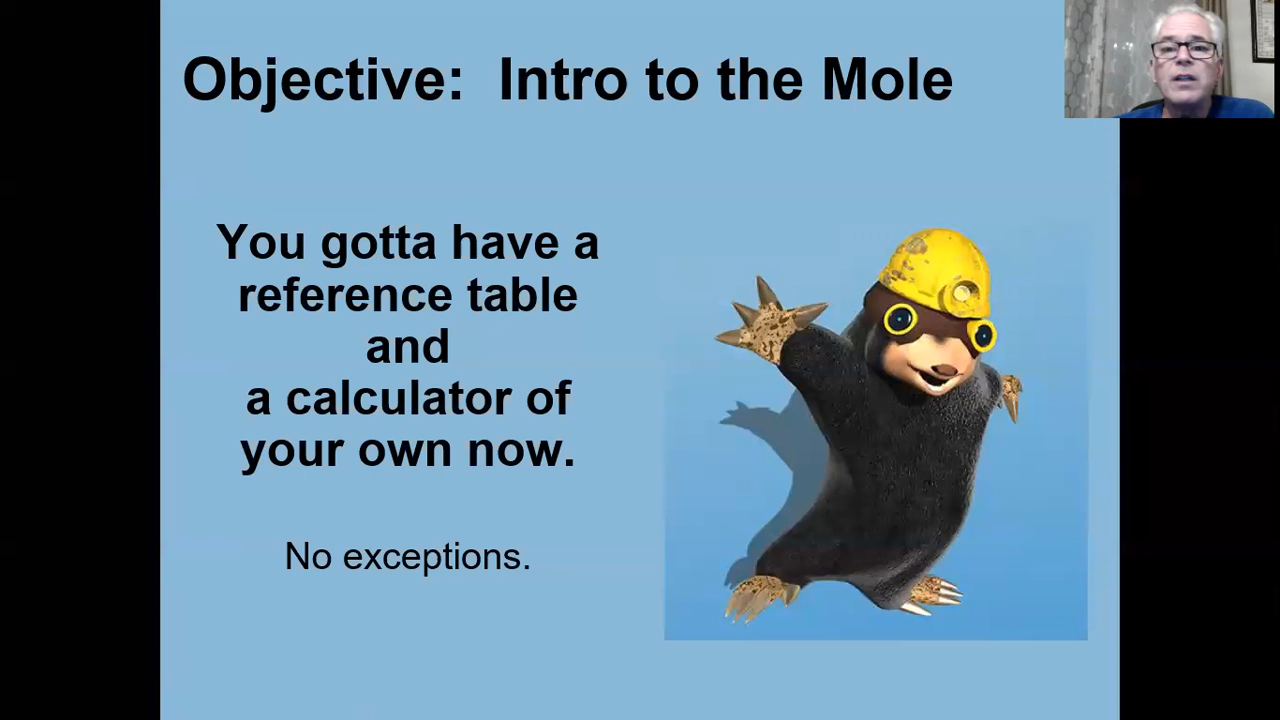 Objective:  Intro to the Mole
You gotta have a
reference table
and
a calculator of
your own now.
No exceptions.